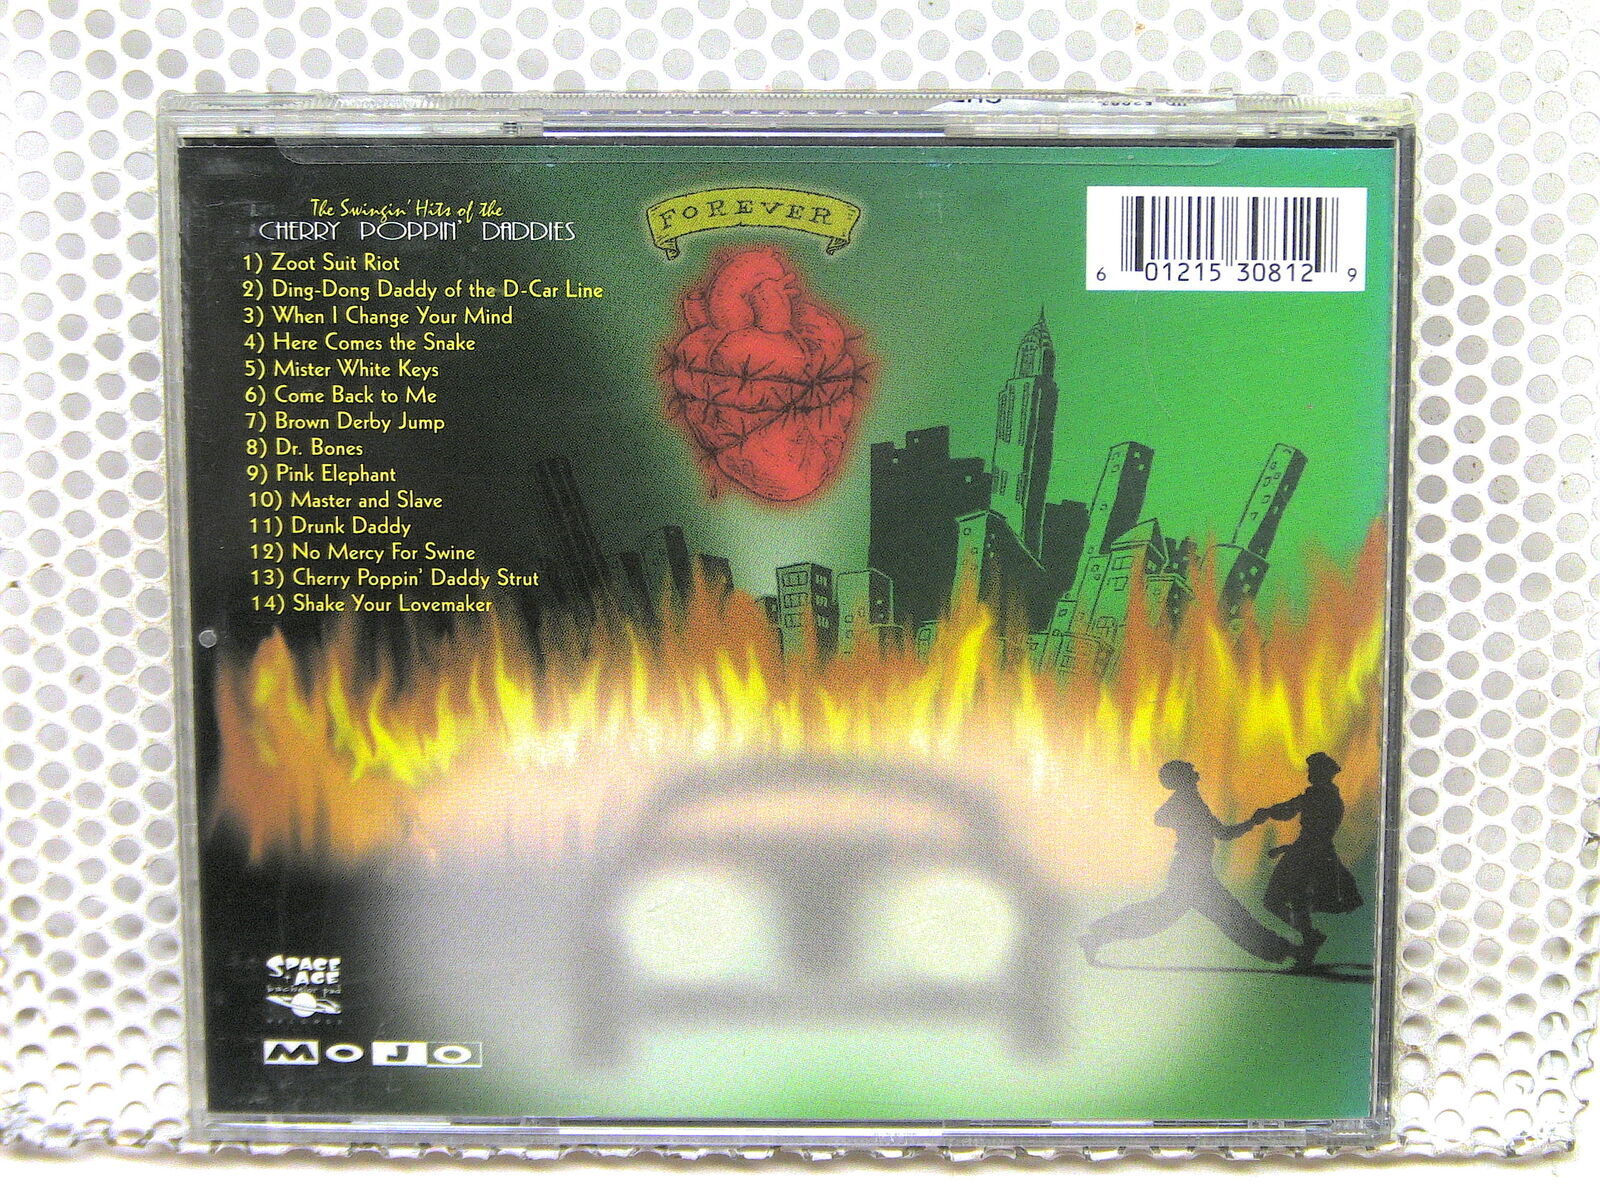 The Swingin' Hits of the
CHERRY POPPIN' DADDIES
1) Zoot Suit Riot
2) Ding-Dong Daddy of the D-Car Line
3) When I Change Your Mind
4) Here Comes the Snake
5) Mister White Keys
6) Come Back to Me
7) Brown Derby Jump
8) Dr. Bones
9) Pink Elephant
10) Master and Slave
11) Drunk Daddy
12) No Mercy For Swine
13) Cherry Poppin' Daddy Strut
14) Shake Your Lovemaker
FOREVER
6 01215 30812 9
SPACE
AGE
bachelor pad
RECORDS
MOJO